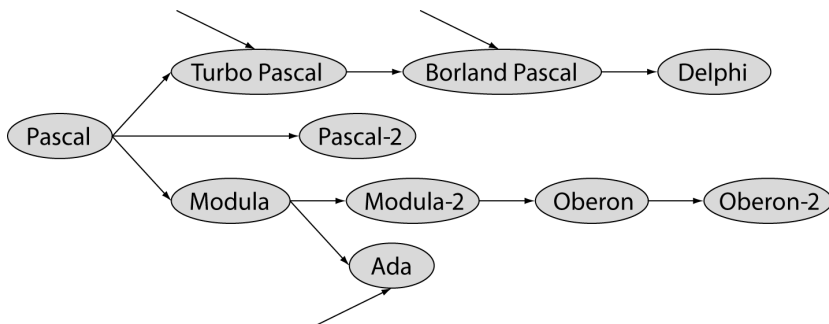 Turbo Pascal
Borland Pascal
Delphi
Pascal
Pascal-2
Modula
Modula-2
Oberon
Oberon-2
Ada